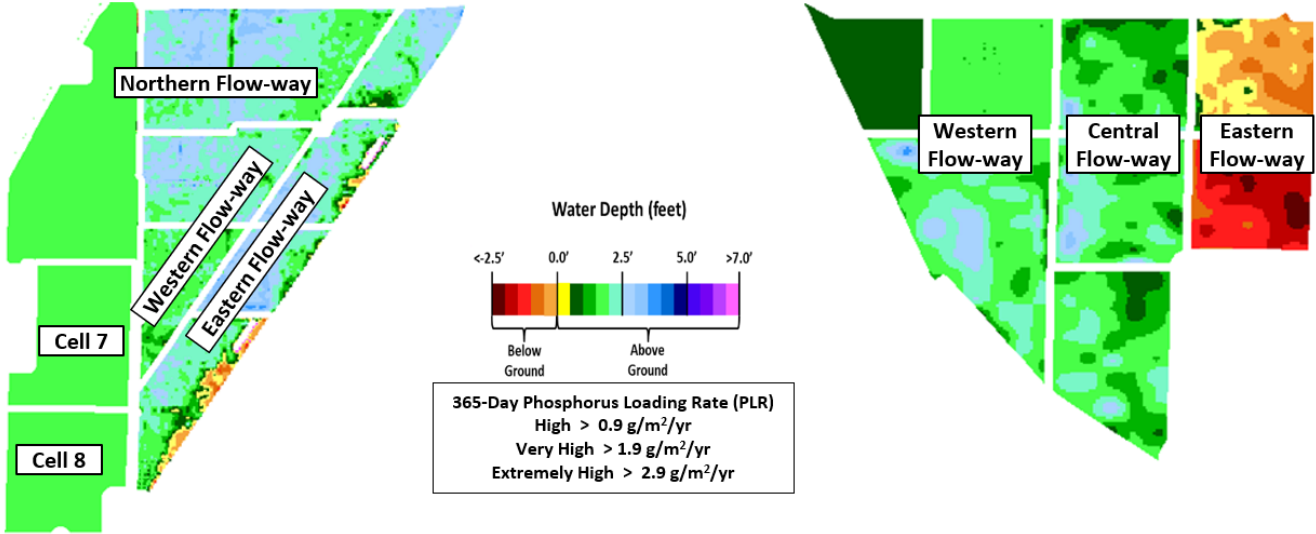 Northern Flow-way
Western Flow-way
Eastern Flow-way
Cell 7
Cell 8
Water Depth (feet)
<-2.5' 0.0' 2.5' 5.0' >7.0'
Below
Ground
Above
Ground
365-Day Phosphorus Loading Rate (PLR)
High > 0.9 g/m²/yr
Very High > 1.9 g/m²/yr
Extremely High > 2.9 g/m²/yr
Western
Flow-way
Central
Flow-way
Eastern
Flow-way